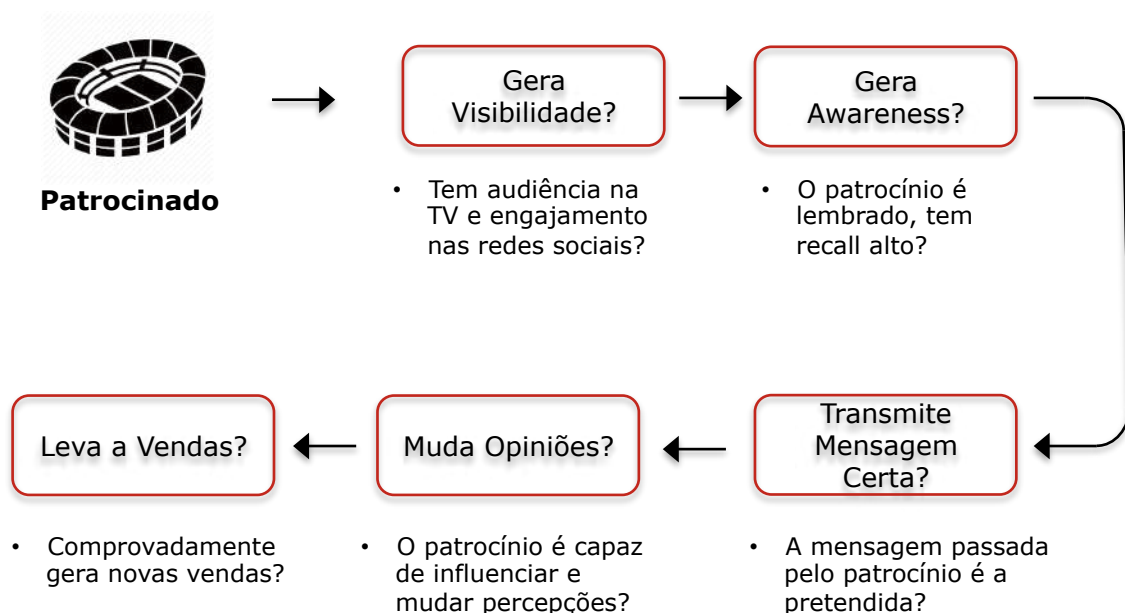 Patrocinado
Gera
Visibilidade?
• Tem audiência na
TV e engajamento
nas redes sociais?
Gera
Awareness?
• O patrocínio é
lembrado, tem
recall alto?
Transmite
Mensagem
Certa?
• A mensagem passada
pelo patrocínio é a
pretendida?
Muda Opiniões?
• O patrocínio é capaz
de influenciar e
mudar percepções?
Leva a Vendas?
• Comprovadamente
gera novas vendas?